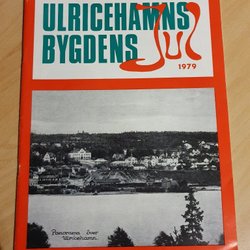 ULRICEHAMNS
BYGDENS Jul
1979
Panorama över
Ulricehamn.